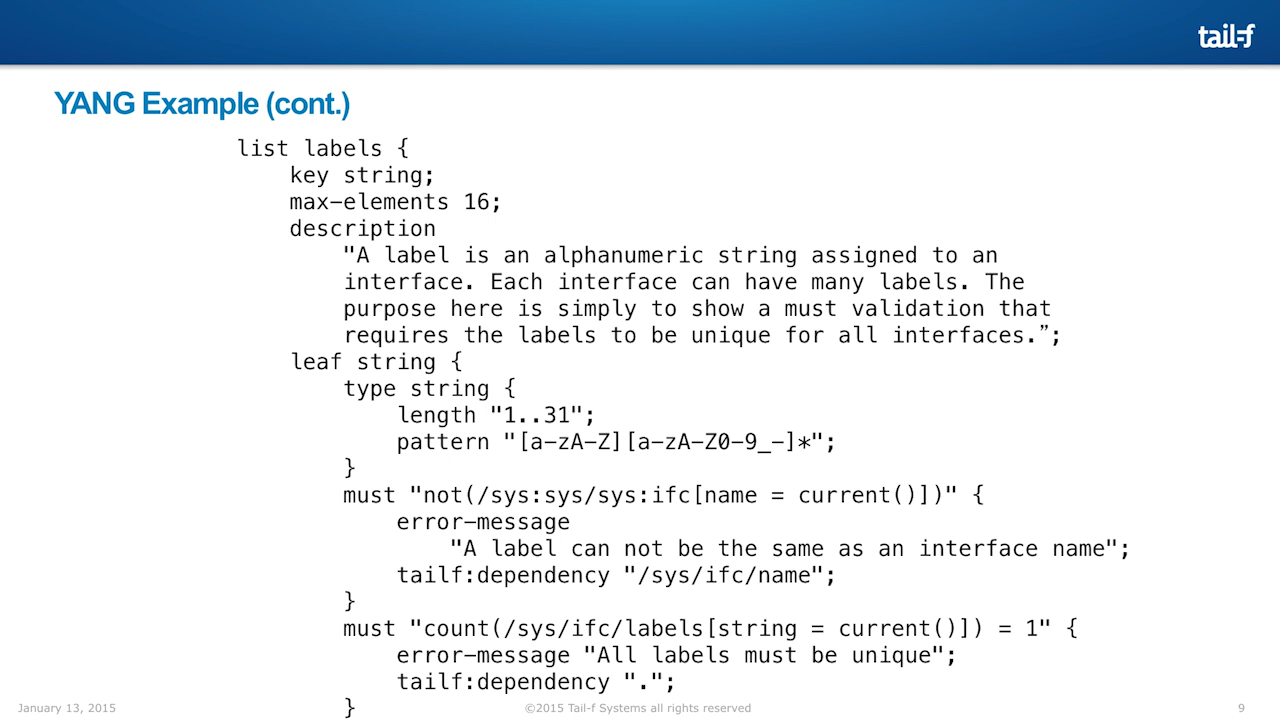 tail-f
YANG Example (cont.)
list labels {
    key string;
    max-elements 16;
    description
        "A label is an alphanumeric string assigned to an
        interface. Each interface can have many labels. The
        purpose here is simply to show a must validation that
        requires the labels to be unique for all interfaces.”;
    leaf string {
        type string {
            length "1..31";
            pattern "[a-zA-Z][a-zA-Z0-9_-]*";
        }
        must "not(/sys:sys/sys:ifc[name = current()])" {
            error-message
                "A label can not be the same as an interface name";
            tailf:dependency "/sys/ifc/name";
        }
        must "count(/sys/ifc/labels[string = current()]) = 1" {
            error-message "All labels must be unique";
            tailf:dependency ".";
        }
January 13, 2015
©2015 Tail-f Systems all rights reserved
9